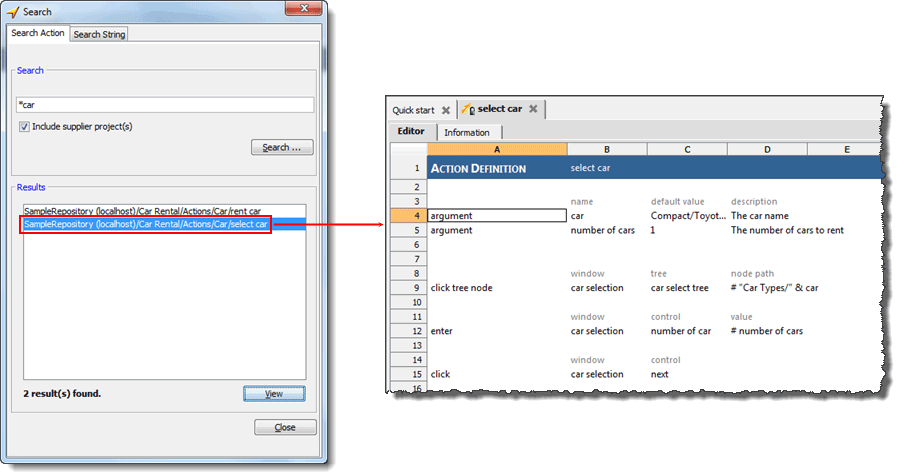 Search
Search Action
Search String
Search
*car
Include supplier project(s)
Search ...
Results
SampleRepository (localhost)/Car Rental/Actions/Car/rent car
SampleRepository (localhost)/Car Rental/Actions/Car/select car
2 result(s) found.
View
Close
Quick start
select car
Editor
Information
A B C D E
1 ACTION DEFINITION select car
2
3 name default value description
4 argument car Compact/Toyot... The car name
5 argument number of cars 1 The number of cars to rent
6
7
8 window tree node path
9 click tree node car selection car select tree # "Car Types/" & car
10
11 window control value
12 enter car selection number of car # number of cars
13
14 window control
15 click car selection next
16